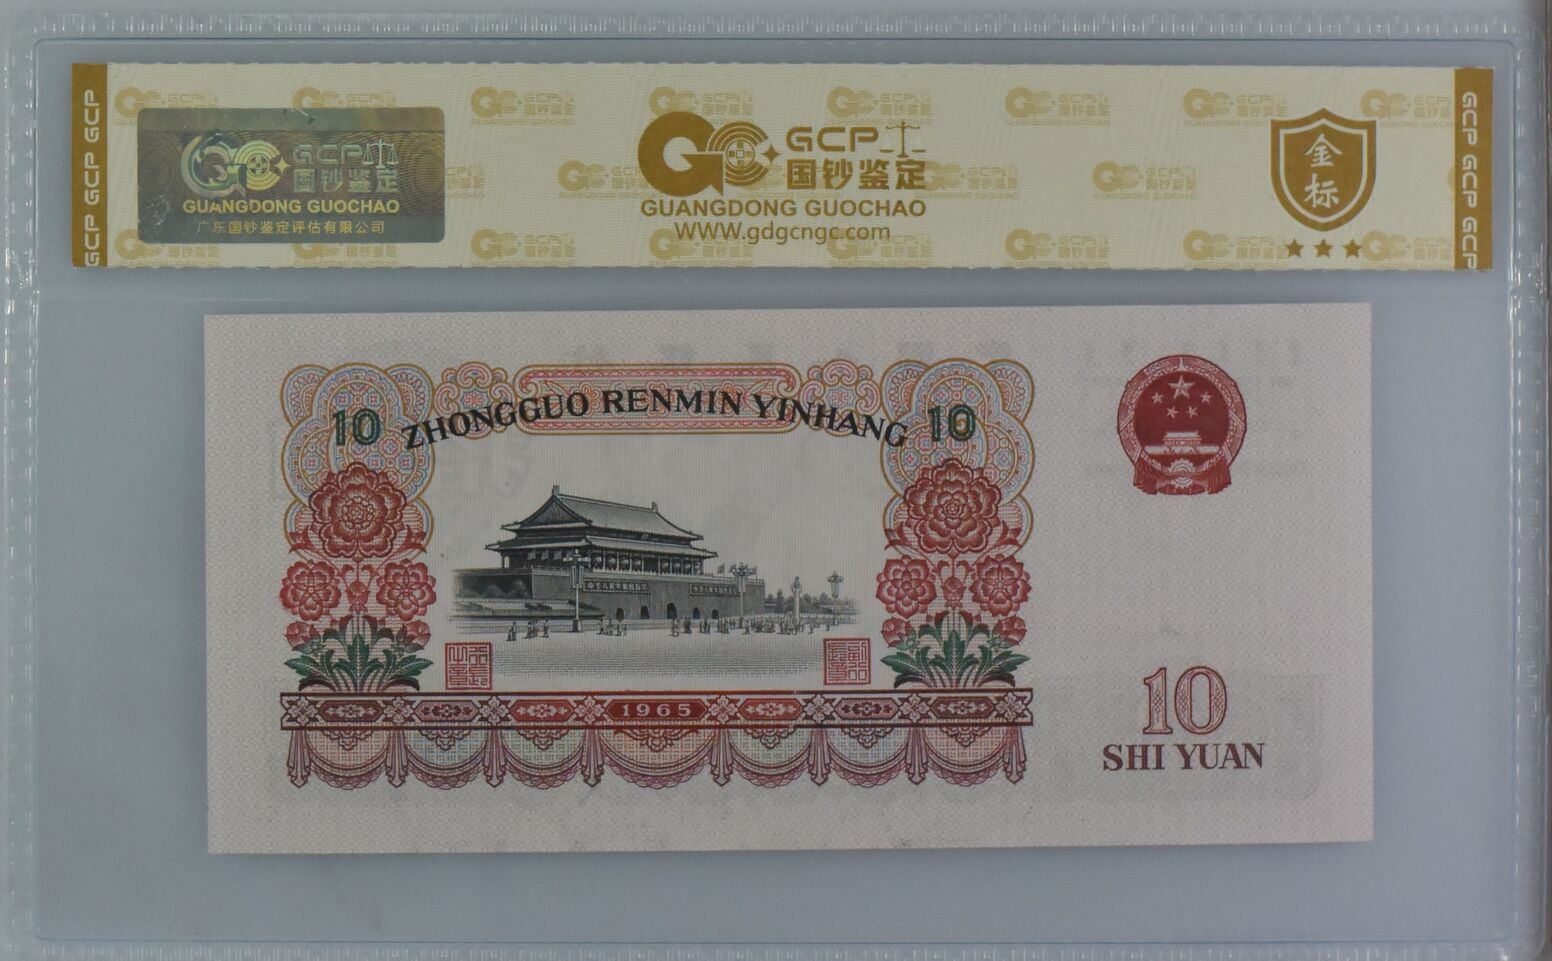 GCP GCP GCP
GCP
国钞鉴定
GUANGDONG GUOCHAO
广东国钞鉴定评估有限公司
GCP
国钞鉴定
GUANGDONG GUOCHAO
WWW.gdgcngc.com
金标
GCP GCP GCP
10 ZHONGGUO RENMIN YINHANG 10
1965
10
SHI YUAN